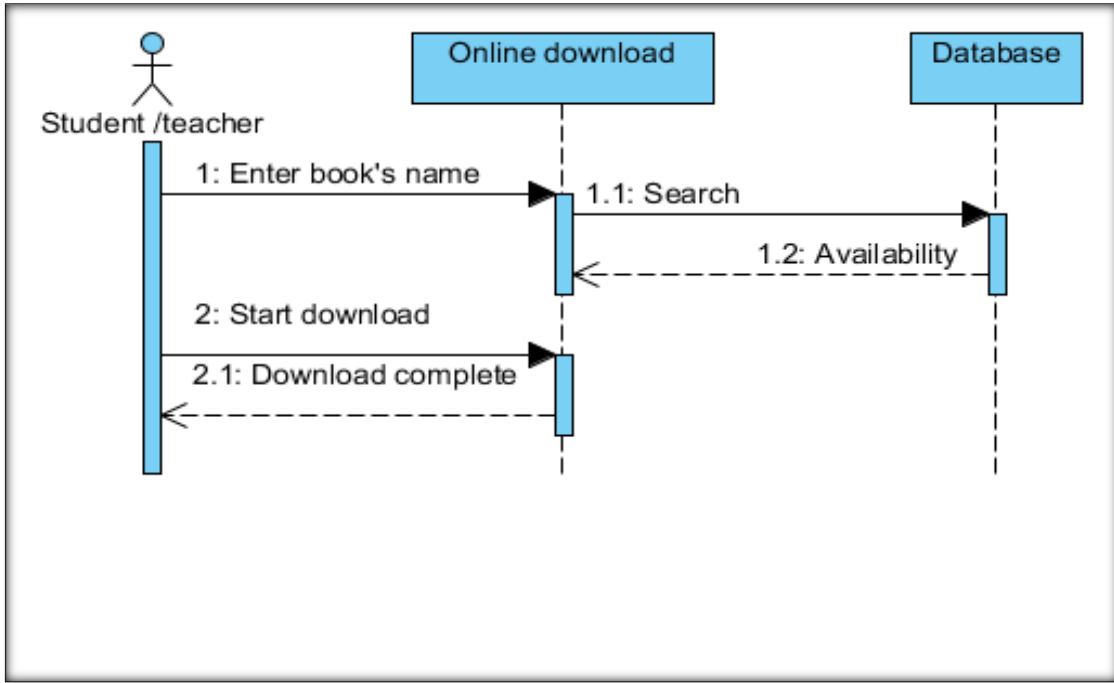 Online download
Database
Student /teacher
1: Enter book's name
1.1: Search
1.2: Availability
2: Start download
2.1: Download complete